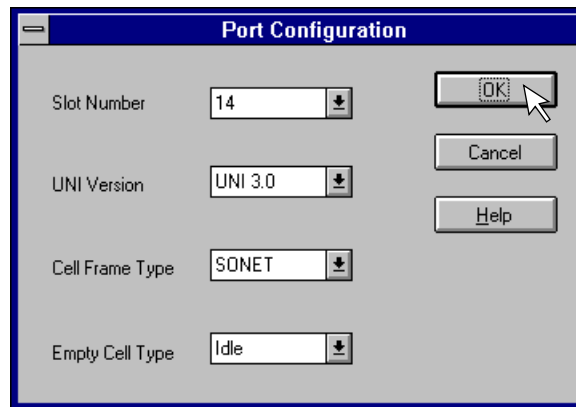 Port Configuration
Slot Number 14 OK
UNI Version UNI 3.0 Cancel
Help
Cell Frame Type SONET
Empty Cell Type Idle